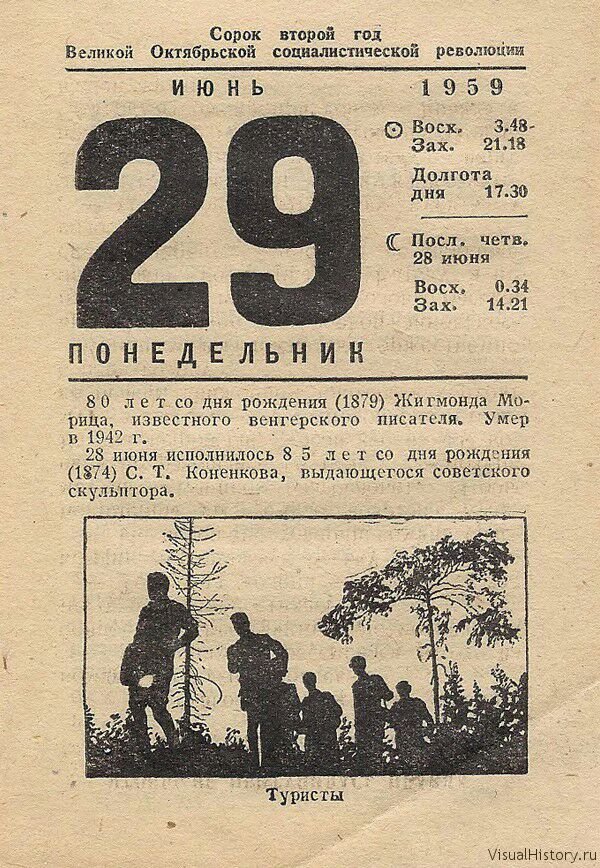 Сорок второй год
Великой Октябрьской социалистической революции
ИЮНЬ 1959
29
Восх. 3.48
Зах. 21.18
Долгота
дня 17.30
Посл. четв.
28 июня
Восх. 0.34
Зах. 14.21
ПОНЕДЕЛЬНИК
80 лет со дня рождения (1879) Жигмонда Мо-
рица, известного венгерского писателя. Умер
в 1942 г.
28 июня исполнилось 85 лет со дня рождения
(1874) С. Т. Коненкова, выдающегося советского
скульптора.
Туристы
VisualHistory.ru